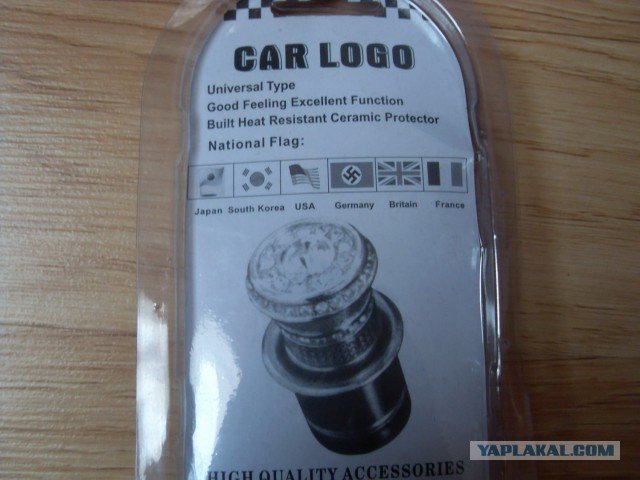 CAR LOGO
Universal Type
Good Feeling Excellent Function
Built Heat Resistant Ceramic Protector
National Flag:
Japan South Korea USA Germany Britain France
HIGH QUALITY ACCESSORIES
YAPLAKAL.COM